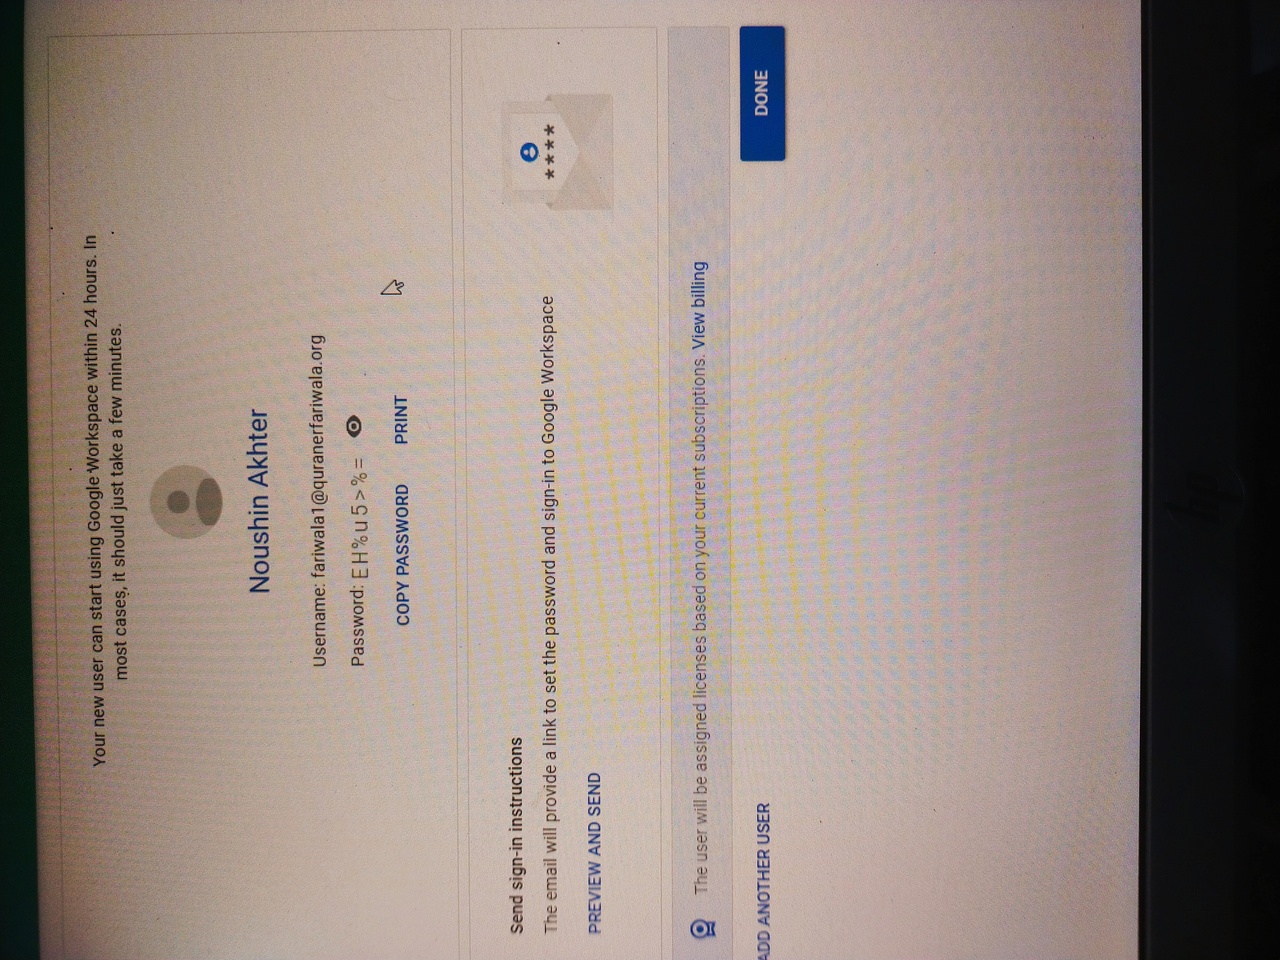 Your new user can start using Google Workspace within 24 hours. In
most cases, it should just take a few minutes.
Noushin Akhter
Username: fariwala1@quranerfariwala.org
Password: EH%u5>%=
COPY PASSWORD PRINT
Send sign-in instructions
The email will provide a link to set the password and sign-in to Google Workspace
****
PREVIEW AND SEND
The user will be assigned licenses based on your current subscriptions. View billing
ADD ANOTHER USER
DONE
hp